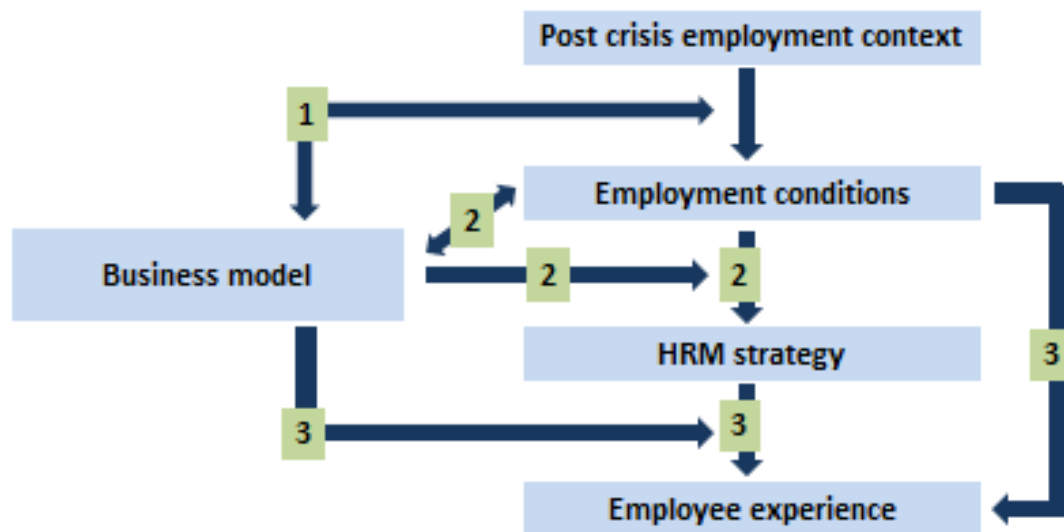 Post crisis employment context
1
Employment conditions
2
Business model
2
2
HRM strategy
3
3
3
Employee experience